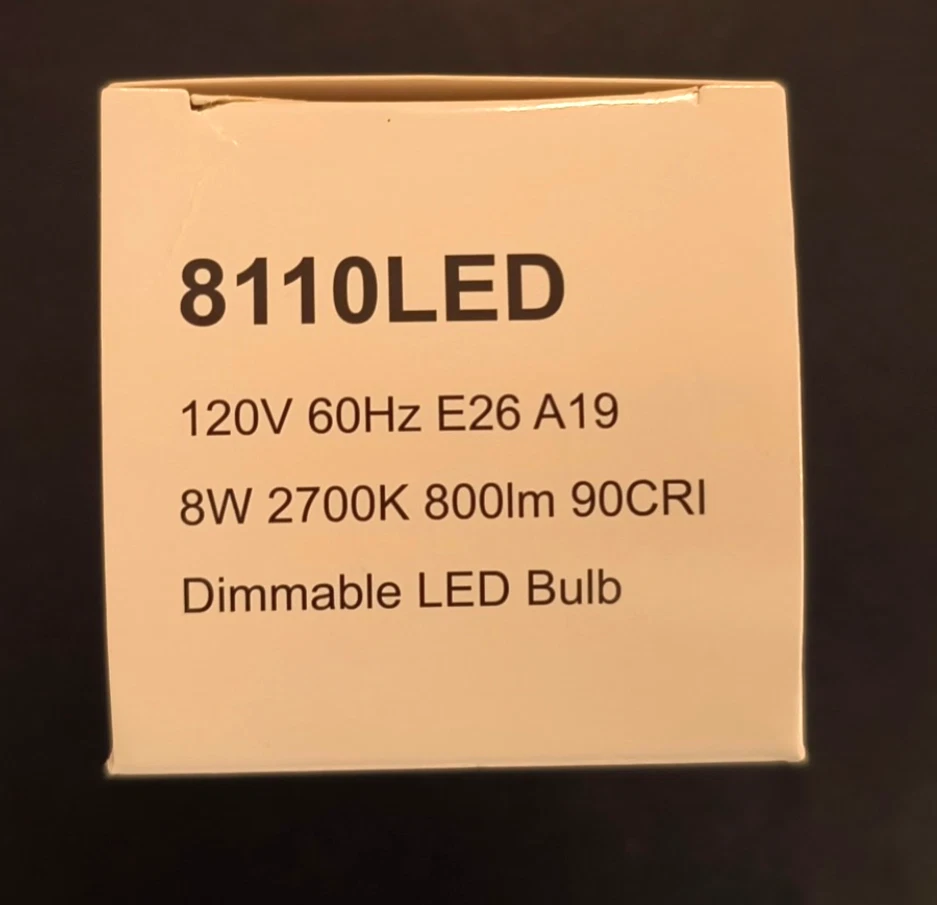 8110LED
120V 60Hz E26 A19
8W 2700K 800lm 90CRI
Dimmable LED Bulb